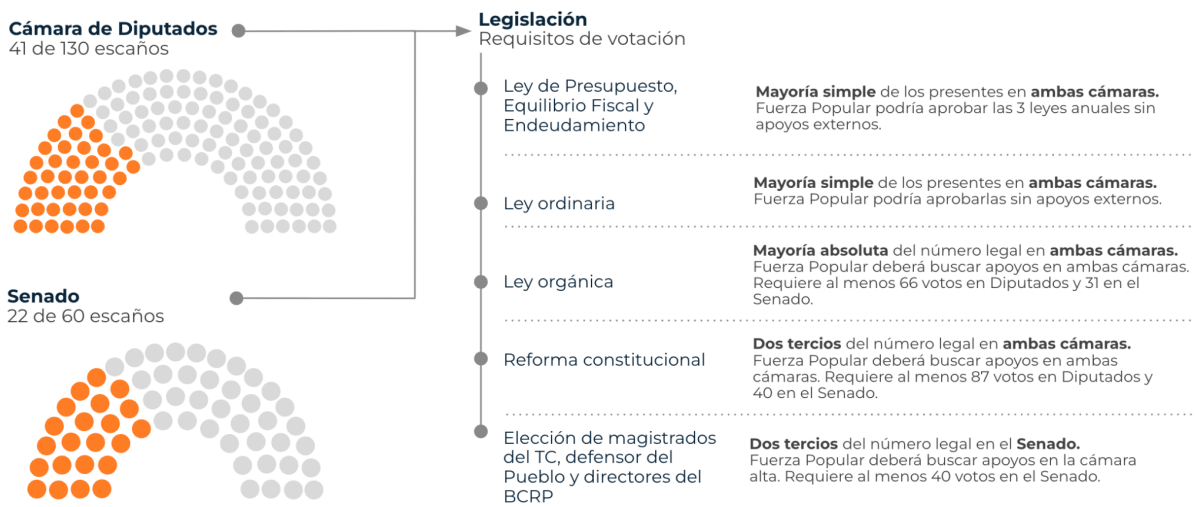 Cámara de Diputados
41 de 130 escaños
Senado
22 de 60 escaños
Legislación
Requisitos de votación
Ley de Presupuesto,
Equilibrio Fiscal y
Endeudamiento
Mayoría simple de los presentes en ambas cámaras.
Fuerza Popular podría aprobar las 3 leyes anuales sin
apoyos externos.
Ley ordinaria
Mayoría simple de los presentes en ambas cámaras.
Fuerza Popular podría aprobarlas sin apoyos externos.
Ley orgánica
Mayoría absoluta del número legal en ambas cámaras.
Fuerza Popular deberá buscar apoyos en ambas cámaras.
Requiere al menos 66 votos en Diputados y 31 en el
Senado.
Reforma constitucional
Dos tercios del número legal en ambas cámaras.
Fuerza Popular deberá buscar apoyos en ambas
cámaras. Requiere al menos 87 votos en Diputados y
40 en el Senado.
Elección de magistrados
del TC, defensor del
Pueblo y directores del
BCRP
Dos tercios del número legal en el Senado.
Fuerza Popular deberá buscar apoyos en la cámara
alta. Requiere al menos 40 votos en el Senado.